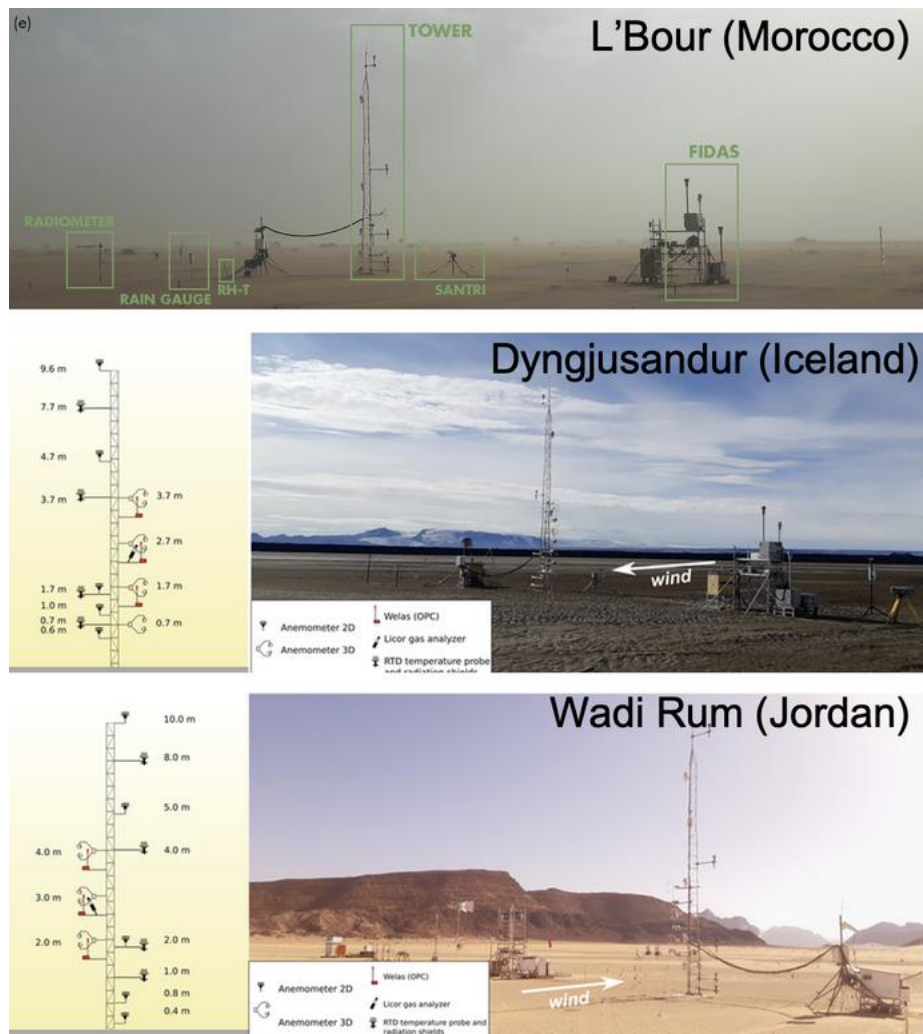 (e)
L'Bour (Morocco)
TOWER
FIDAS
RADIOMETER
RAIN GAUGE
RH-T
SANTRI
Dyngjusandur (Iceland)
9.6 m
7.7 m
4.7 m
3.7 m
3.7 m
2.7 m
1.7 m
1.7 m
1.0 m
0.7 m
0.7 m
0.6 m
wind
Anemometer 2D
Anemometer 3D
Welas (OPC)
Licor gas analyzer
RTD temperature probe
and radiation shields
Wadi Rum (Jordan)
10.0 m
8.0 m
5.0 m
4.0 m
4.0 m
3.0 m
2.0 m
2.0 m
1.0 m
0.8 m
0.4 m
wind
Anemometer 2D
Anemometer 3D
Welas (OPC)
Licor gas analyzer
RTD temperature probe and
radiation shields